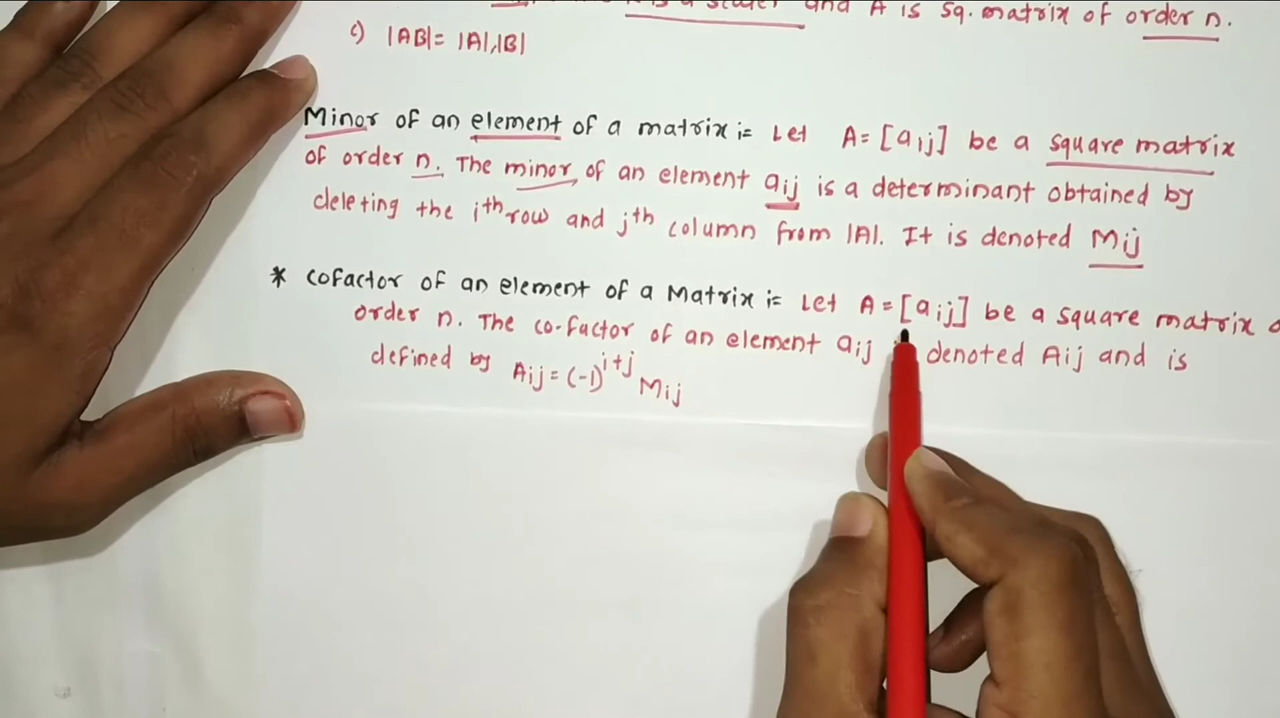 is a scalar and A is sq. matrix of order n.
c) |AB|= |A|.|B|
Minor of an element of a matrix := Let A= [aij] be a square matrix
of order n. The minor of an element aij is a determinant obtained by
deleting the ith row and jth column from |A|. It is denoted Mij
* cofactor of an element of a Matrix := Let A = [aij] be a square matrix
order n. The co-factor of an element aij denoted Aij and is
defined by Aij = (-1)^i+j Mij